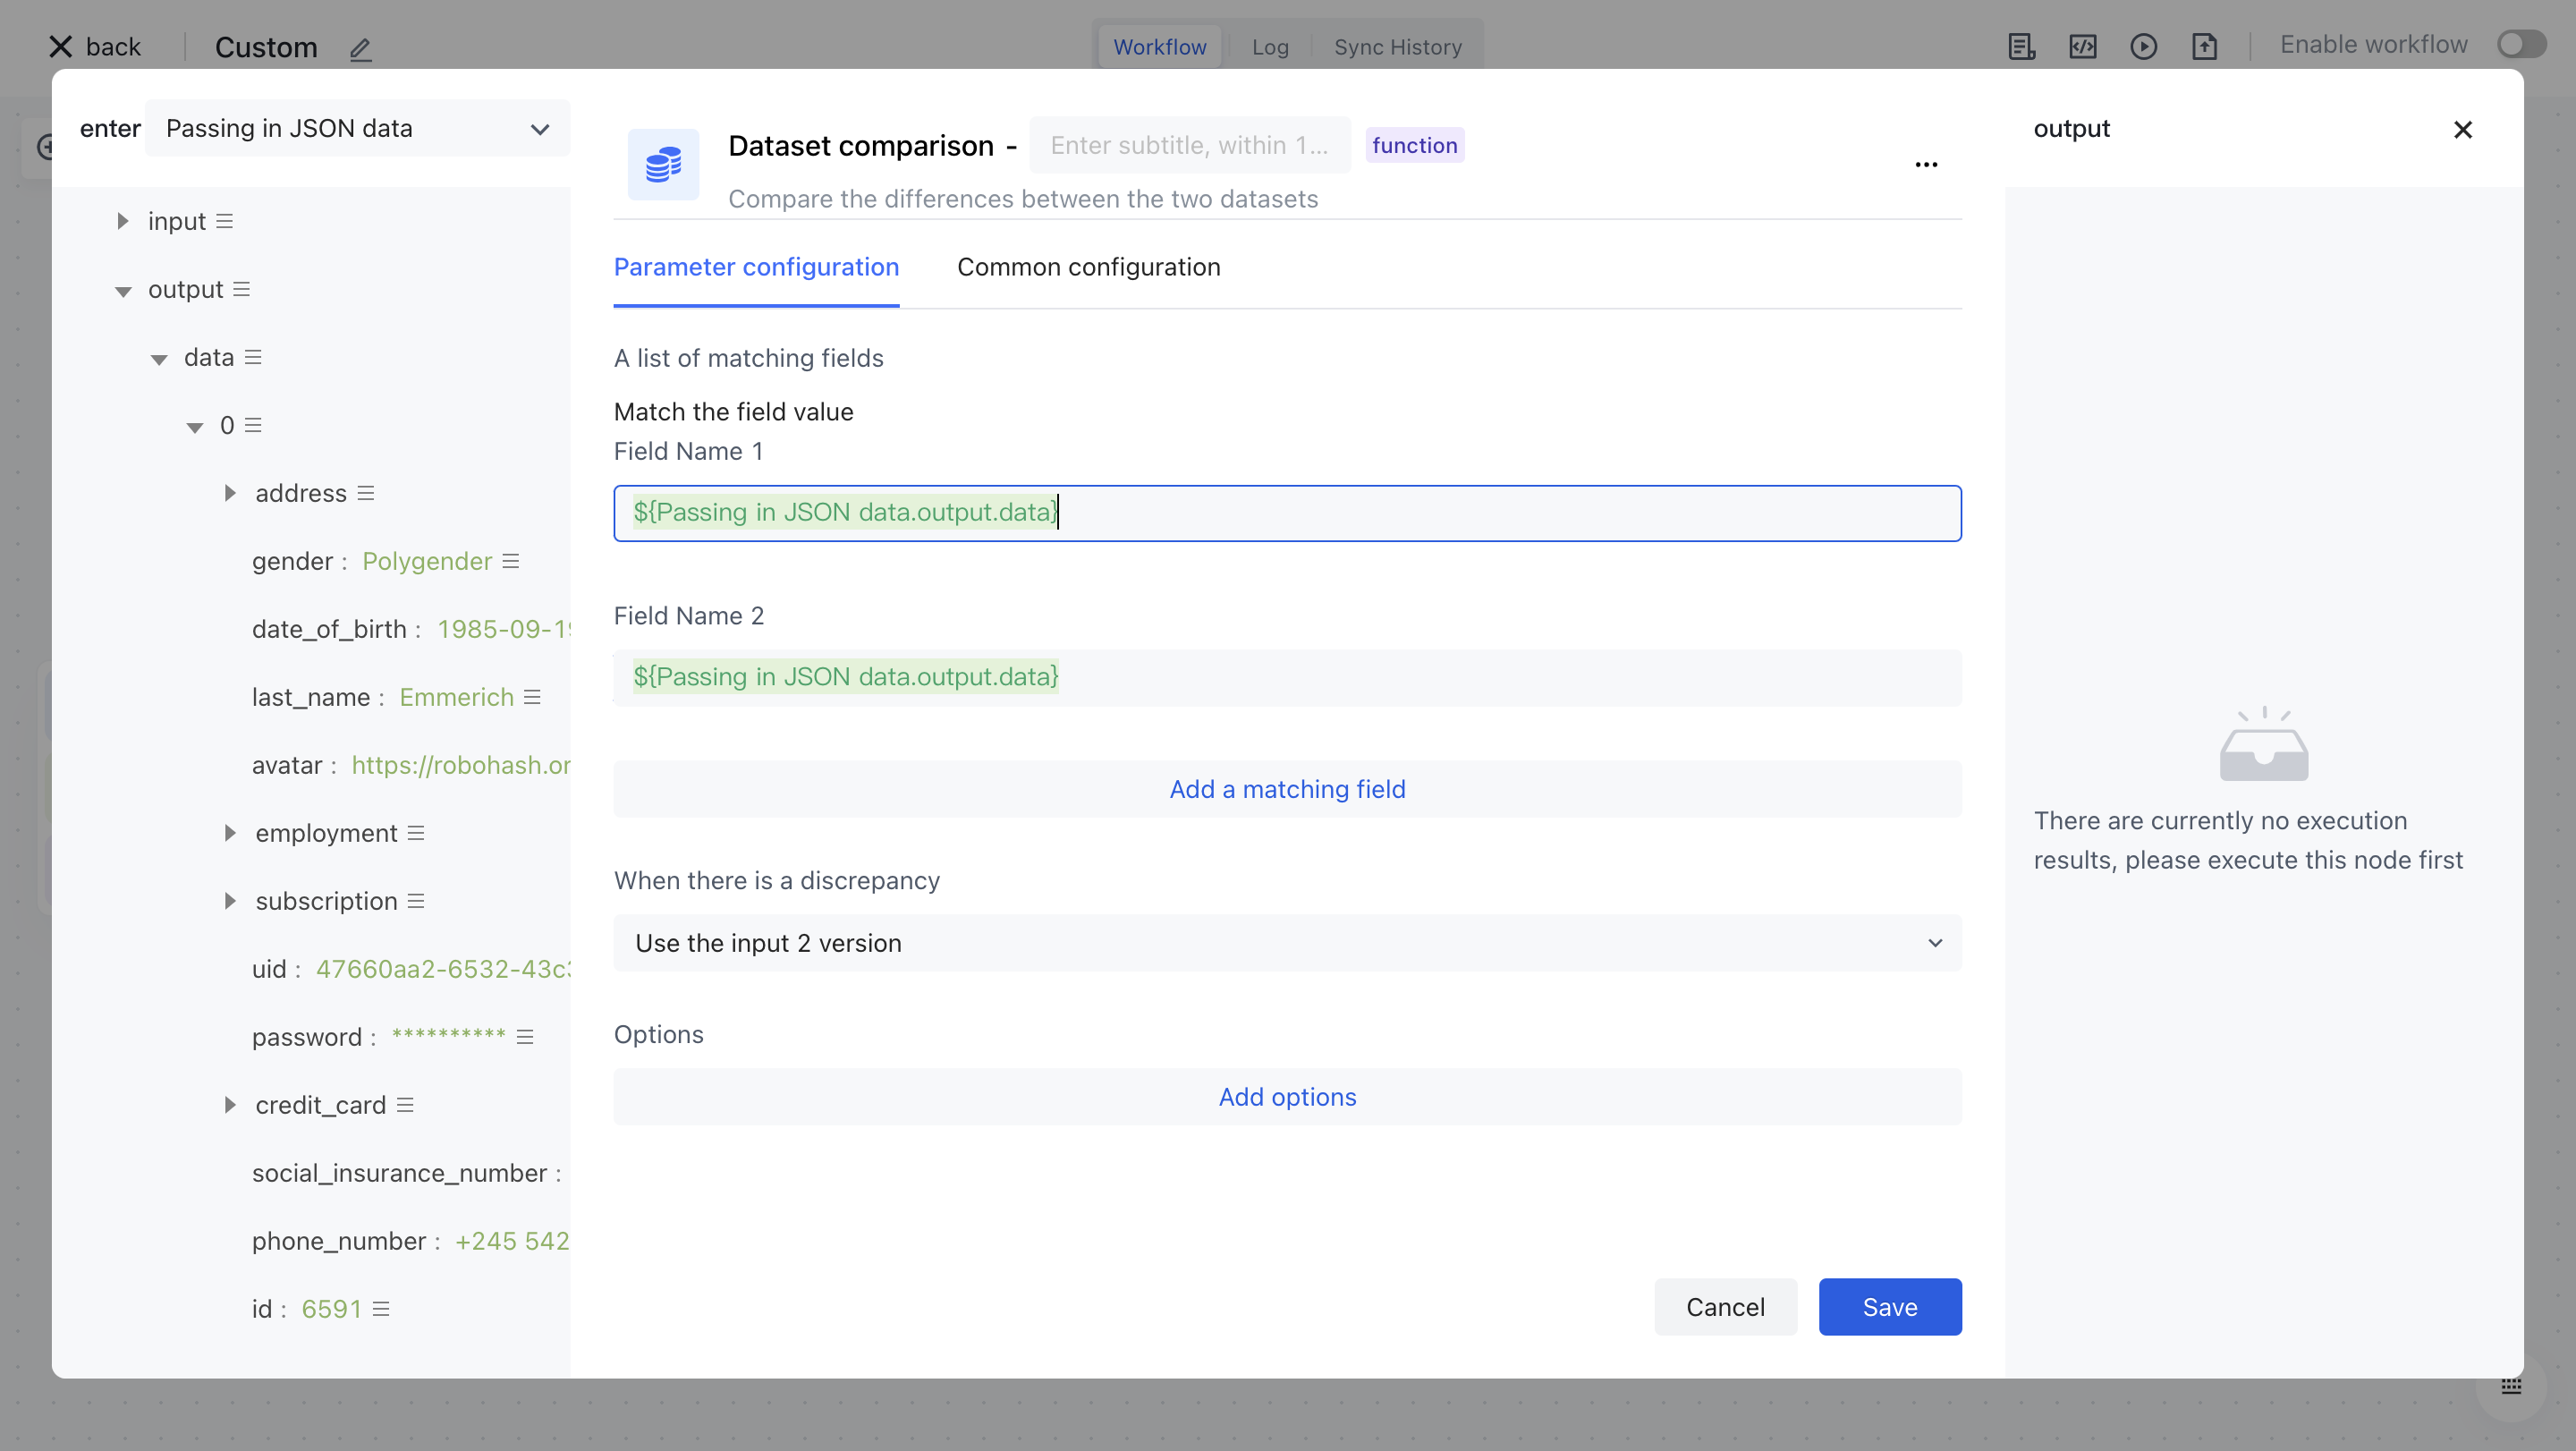 back
Custom
Workflow
Log
Sync History
Enable workflow
enter
Passing in JSON data
input
output
data
0
address
gender : Polygender
date_of_birth : 1985-09-19
last_name : Emmerich
avatar : https://robohash.or
employment
subscription
uid : 47660aa2-6532-43c3
password : **********
credit_card
social_insurance_number :
phone_number : +245 542
id : 6591
Dataset comparison -
Enter subtitle, within 1...
function
Compare the differences between the two datasets
Parameter configuration
Common configuration
A list of matching fields
Match the field value
Field Name 1
${Passing in JSON data.output.data}
Field Name 2
${Passing in JSON data.output.data}
Add a matching field
When there is a discrepancy
Use the input 2 version
Options
Add options
Cancel
Save
output
There are currently no execution
results, please execute this node first